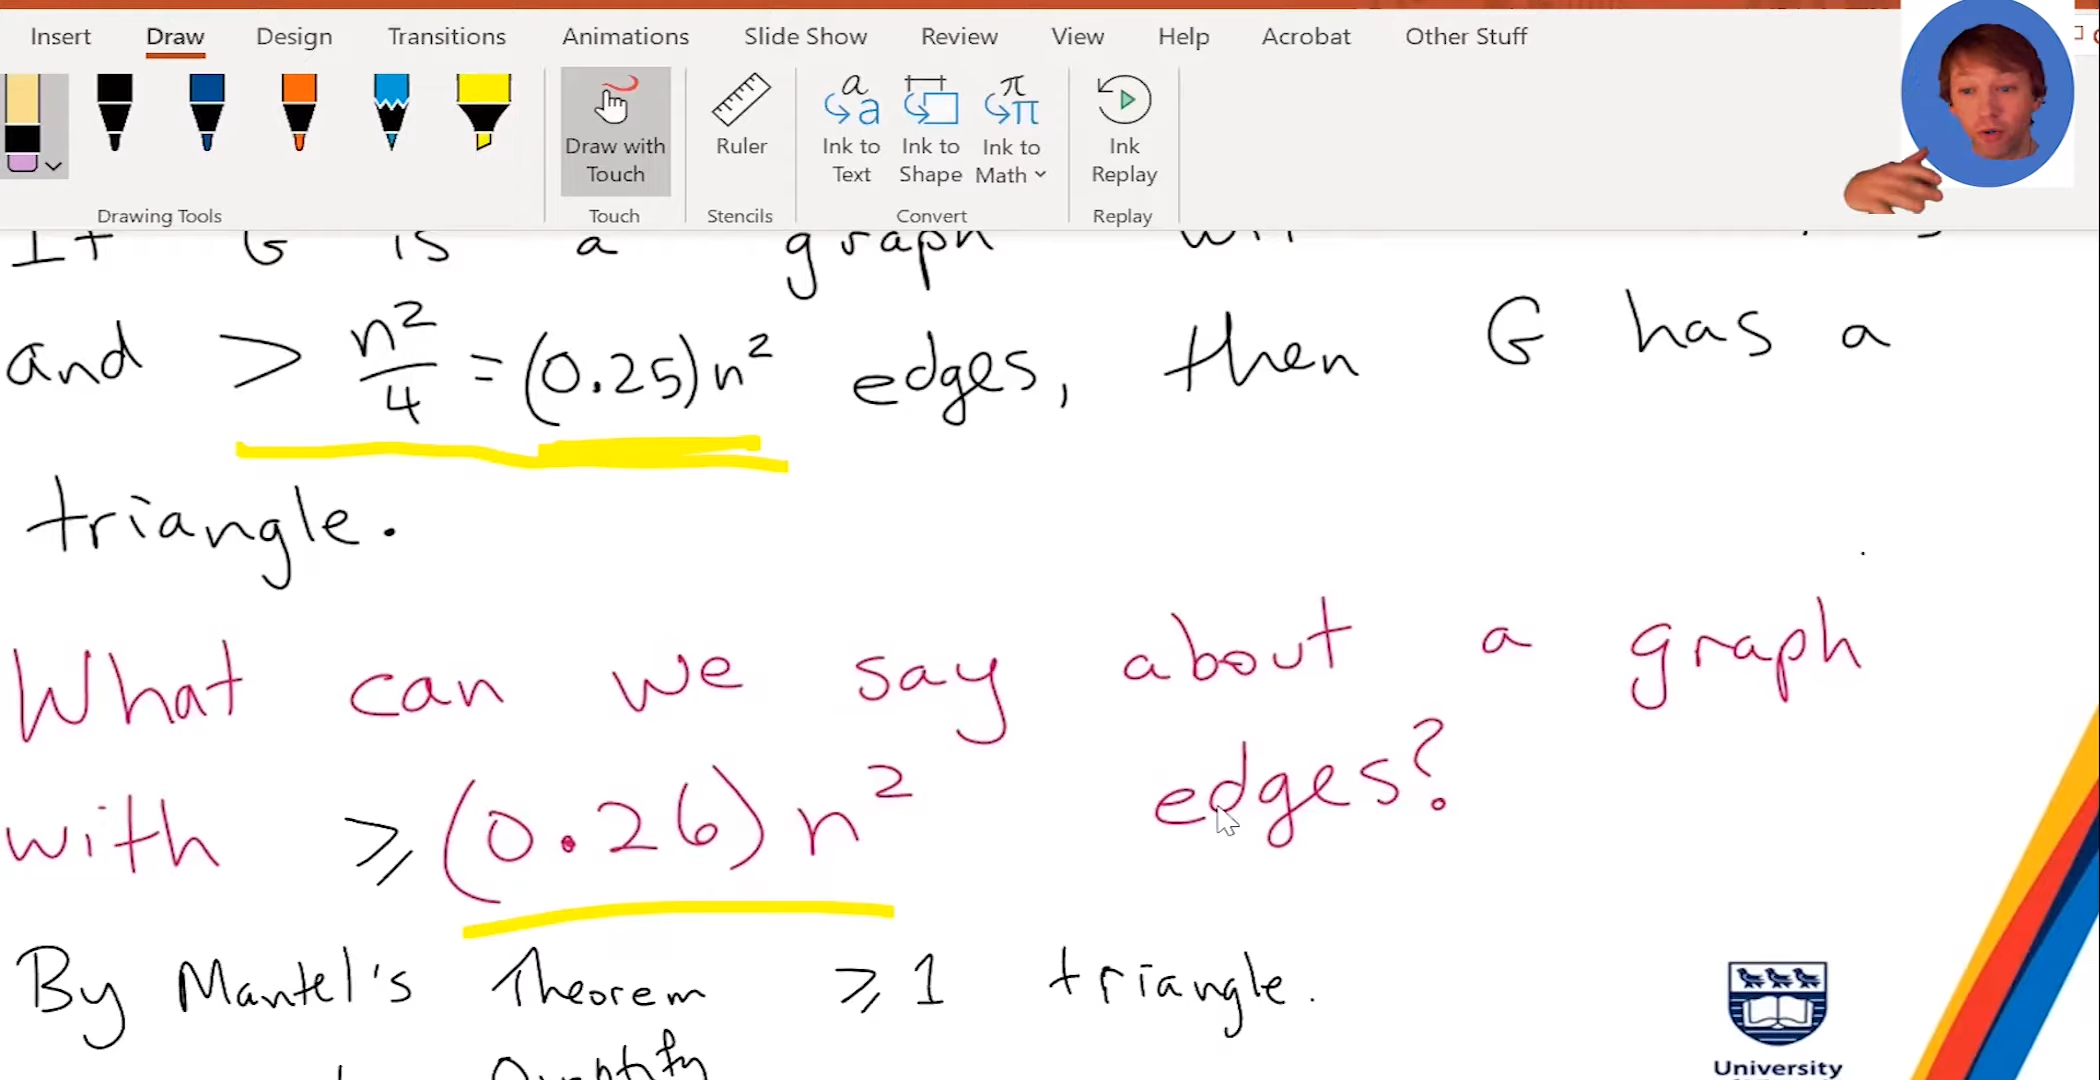 Insert Draw Design Transitions Animations Slide Show Review View Help Acrobat Other Stuff
Draw with Touch
Ruler
Ink to Text
Ink to Shape
Ink to Math
Ink Replay
Drawing Tools Touch Stencils Convert Replay
If G is a graph
and > n²/4 = (0.25)n² edges, then G has a
triangle.
What can we say about a graph
with ≥ (0.26) n² edges?
By Mantel's Theorem ≥ 1 triangle.
Quantify
University